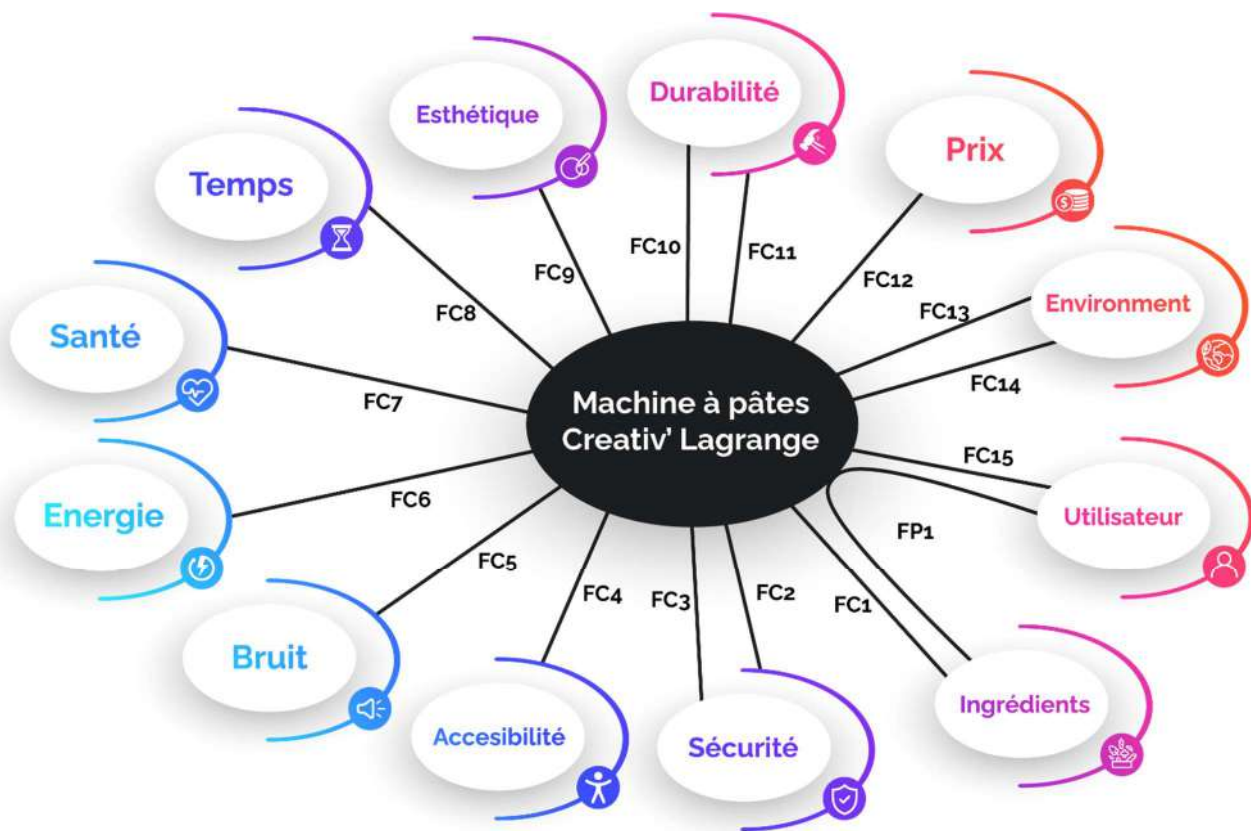 Durabilité
Esthétique
Prix
Temps
FC10
FC11
FC9
FC12
Environment
FC13
FC8
Santé
FC14
FC7
Machine à pâtes
Creativ' Lagrange
FC15
FC6
Energie
Utilisateur
FP1
FC5
FC4
FC3
FC2
FC1
Bruit
Ingrédients
Accesibilité
Sécurité